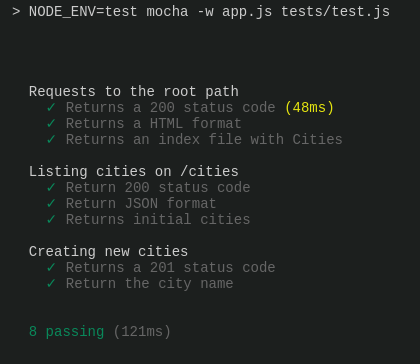 > NODE_ENV=test mocha -w app.js tests/test.js
Requests to the root path
✓ Returns a 200 status code (48ms)
✓ Returns a HTML format
✓ Returns an index file with Cities
Listing cities on /cities
✓ Return 200 status code
✓ Return JSON format
✓ Returns initial cities
Creating new cities
✓ Returns a 201 status code
✓ Return the city name
8 passing (121ms)